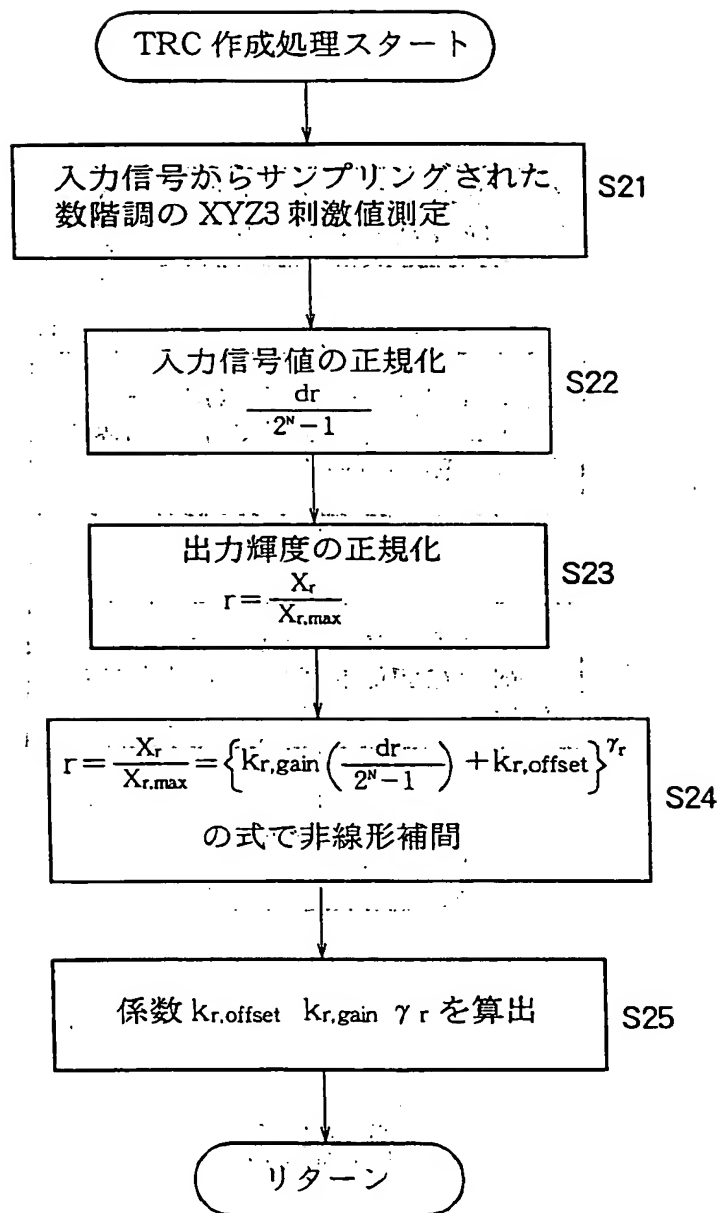 TRC 作成処理スタート
入力信号からサンプリングされた
数階調の XYZ3 刺激値測定
S21
入力信号値の正規化
dr
2^N−1
S22
出力輝度の正規化
r=X_r/X_r,max
S23
r=X_r/X_r,max={k_r,gain(dr/2^N−1)+k_r,offset}^γ_r
の式で非線形補間
S24
係数 k_r,offset k_r,gain γ r を算出
S25
リターン